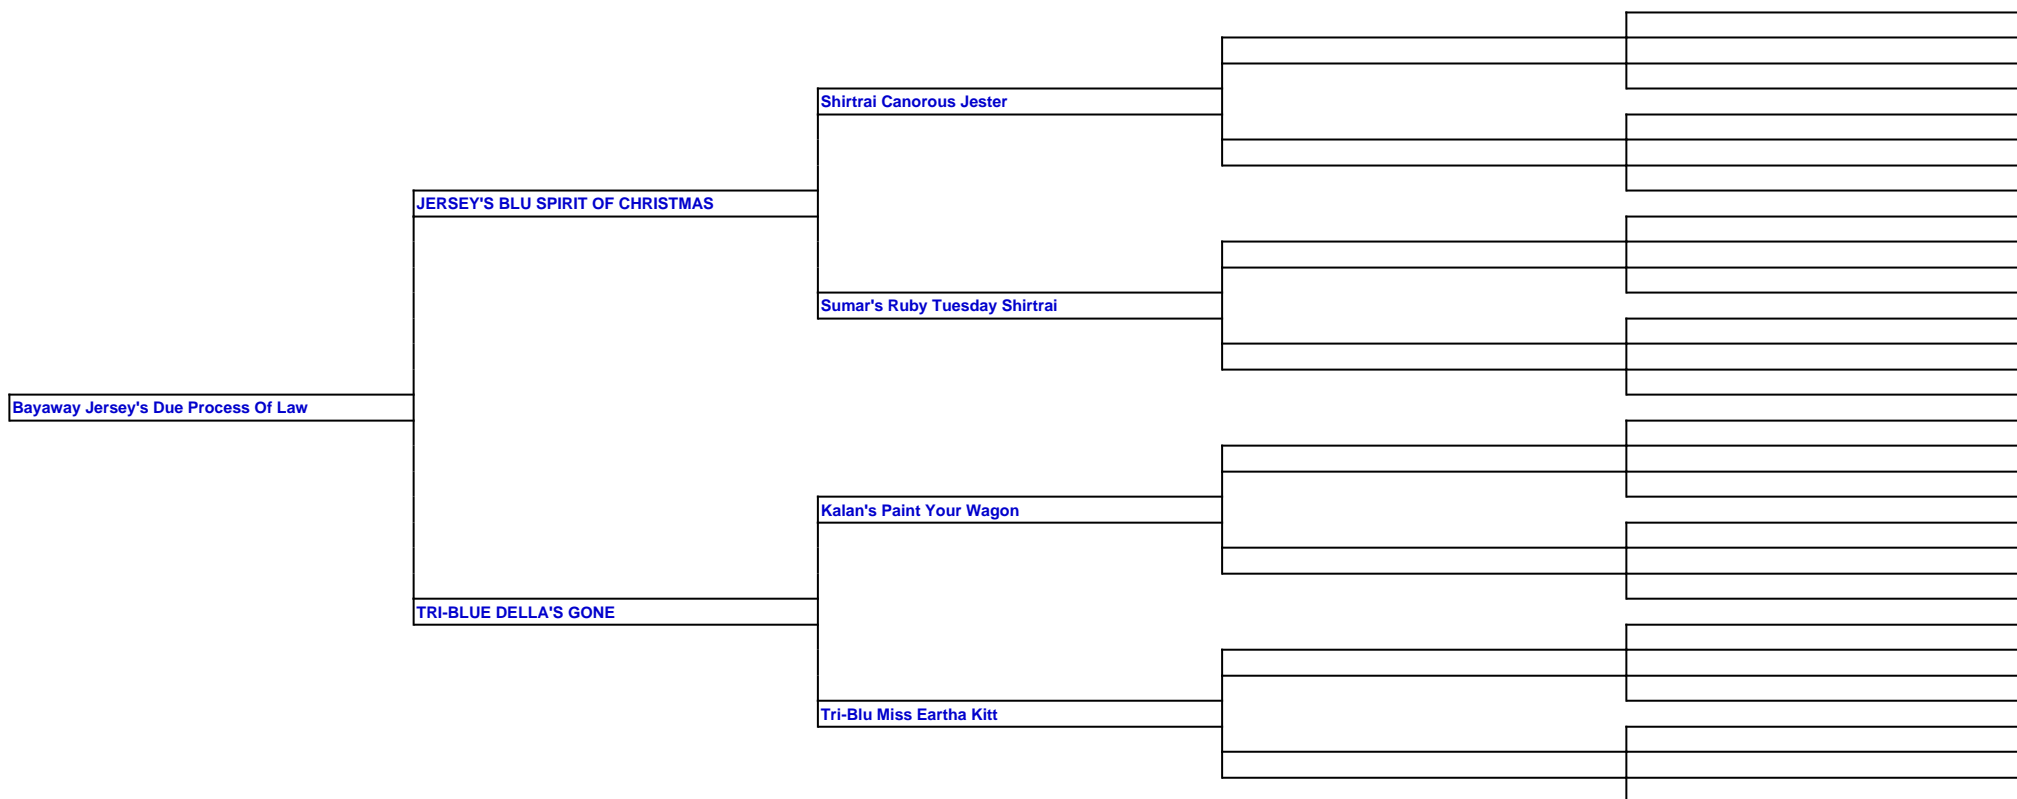 Shirtrai Canorous Jester
JERSEY'S BLU SPIRIT OF CHRISTMAS
Sumar's Ruby Tuesday Shirtrai
Bayaway Jersey's Due Process Of Law
Kalan's Paint Your Wagon
TRI-BLUE DELLA'S GONE
Tri-Blu Miss Eartha Kitt